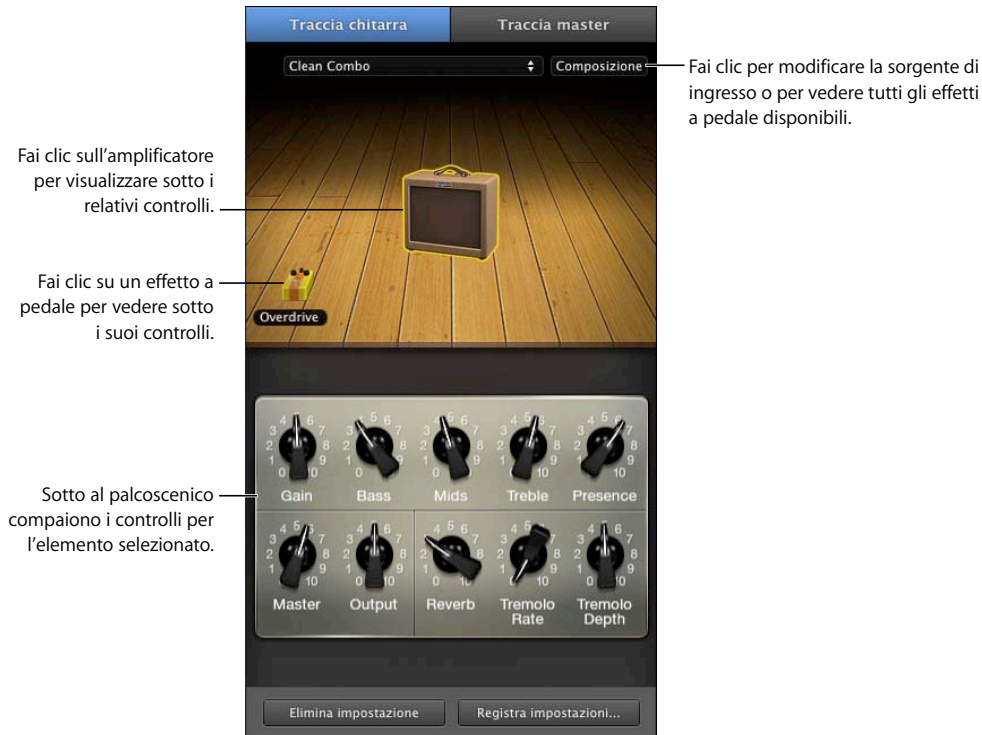 Traccia chitarra
Traccia master
Clean Combo
Composizione
Fai clic per modificare la sorgente di
ingresso o per vedere tutti gli effetti
a pedale disponibili.
Fai clic sull’amplificatore
per visualizzare sotto i
relativi controlli.
Fai clic su un effetto a
pedale per vedere sotto
i suoi controlli.
Overdrive
Sotto al palcoscenico
compaiono i controlli per
l’elemento selezionato.
Gain
Bass
Mids
Treble
Presence
Master
Output
Reverb
Tremolo
Rate
Tremolo
Depth
Elimina impostazione
Registra impostazioni...